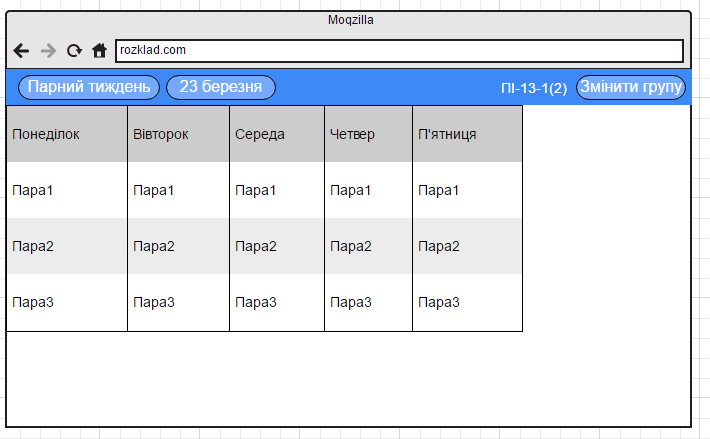 Moqzilla
rozklad.com
Парний тиждень 23 березня ПІ-13-1(2) Змінити групу
Понеділок Вівторок Середа Четвер П'ятниця
Пара1 Пара1 Пара1 Пара1 Пара1
Пара2 Пара2 Пара2 Пара2 Пара2
Пара3 Пара3 Пара3 Пара3 Пара3